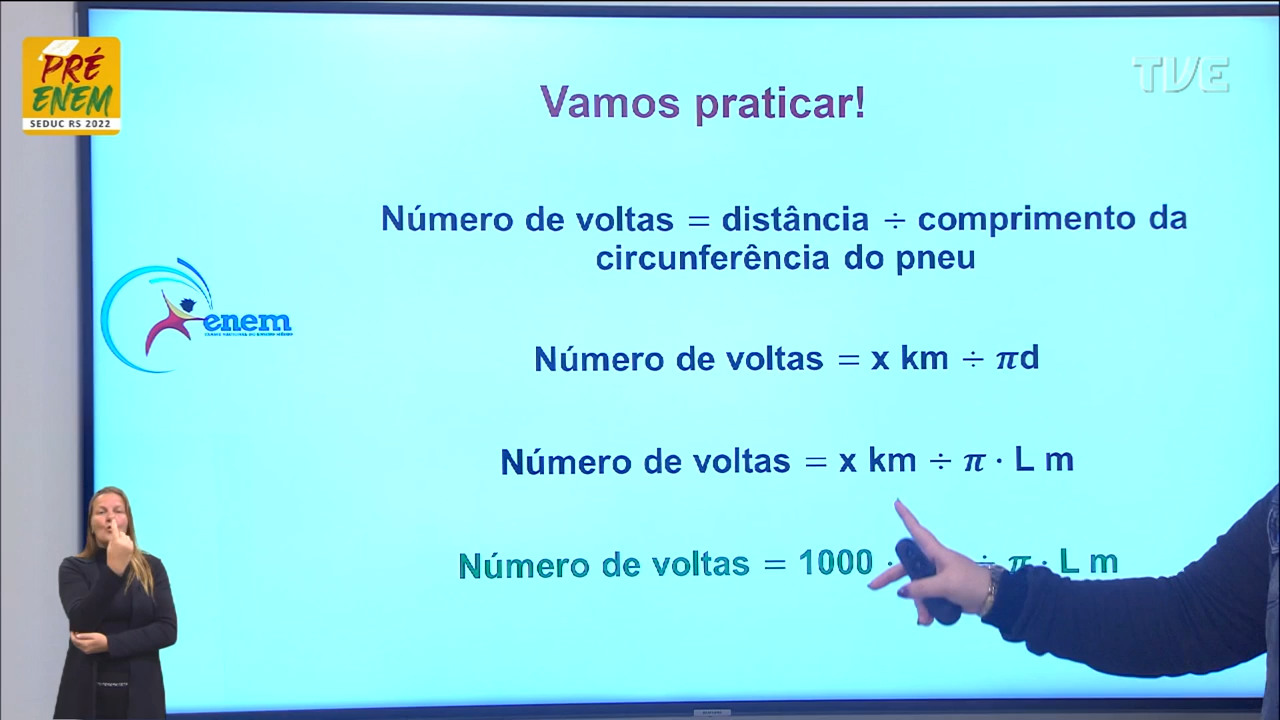 PRÉ
ENEM
SEDUC RS 2022
TVE
Vamos praticar!
Número de voltas = distância ÷ comprimento da
circunferência do pneu
enem
Número de voltas = x km ÷ πd
Número de voltas = x km ÷ π · L m
Número de voltas = 1000 · ÷ π · L m